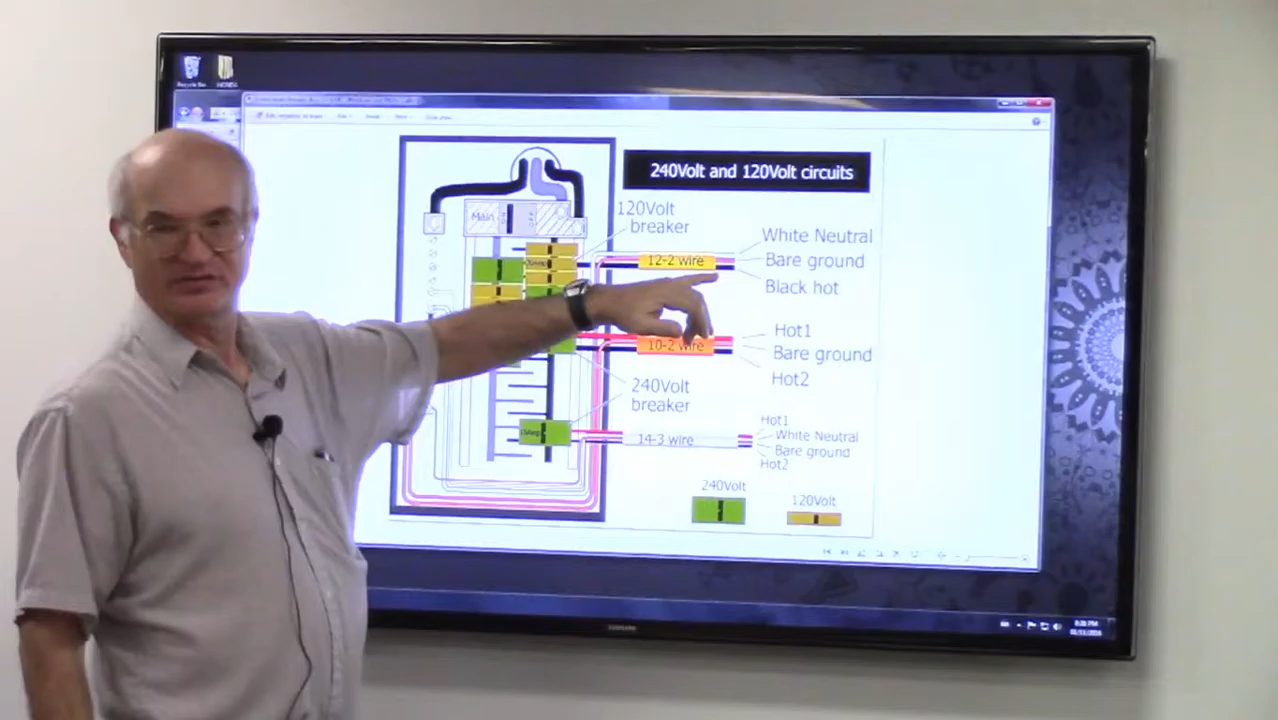 240Volt and 120Volt circuits
Main
120Volt
breaker
12-2 wire
White Neutral
Bare ground
Black hot
10-2 wire
Hot1
Bare ground
Hot2
240Volt
breaker
14-3 wire
Hot1
White Neutral
Bare ground
Hot2
240Volt
120Volt